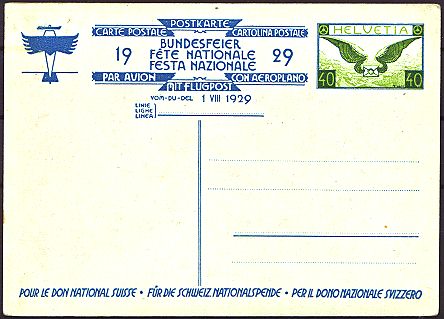 POSTKARTE
CARTE POSTALE CARTOLINA POSTALE
19 BUNDESFEIER 29
FÊTE NATIONALE
FESTA NAZIONALE
PAR AVION CON AEROPLANO
MIT FLUGPOST
VOM·DU·DEL 1 VIII 1929
LINIE
LIGNE
LINEA
HELVETIA
40 40
POUR LE DON NATIONAL SUISSE · FÜR DIE SCHWEIZ. NATIONALSPENDE · PER IL DONO NAZIONALE SVIZZERO